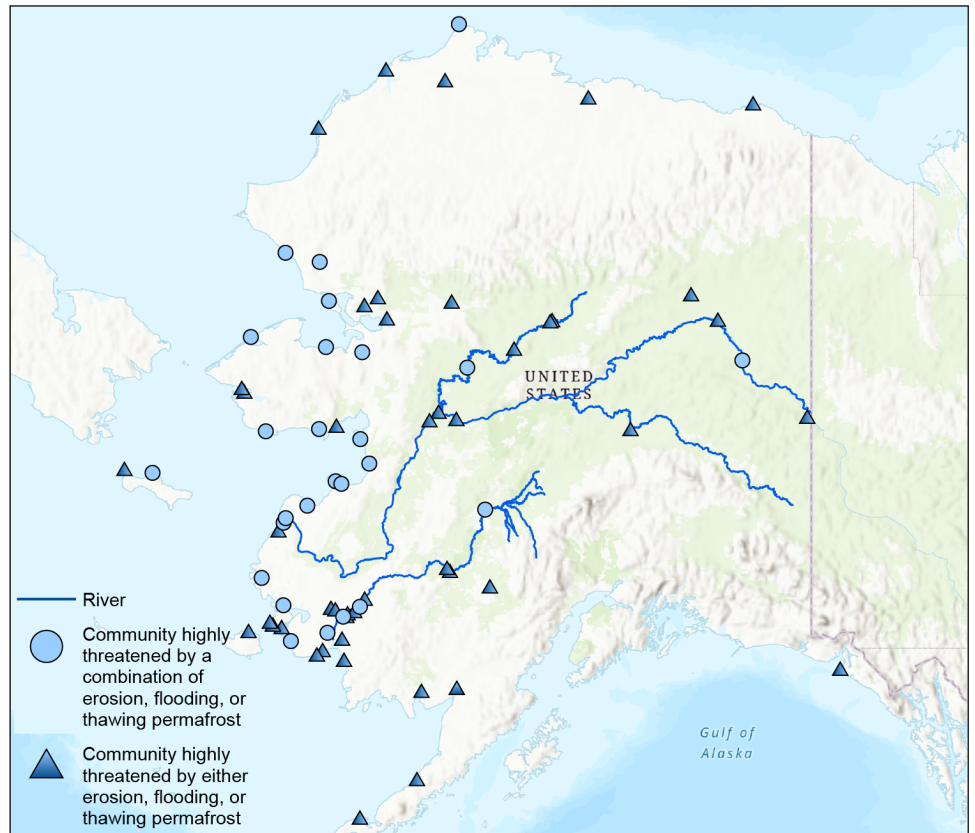 UNITED
STATES
River
Community highly
threatened by a
combination of
erosion, flooding, or
thawing permafrost
Community highly
threatened by either
erosion, flooding, or
thawing permafrost
Gulf of
Alaska